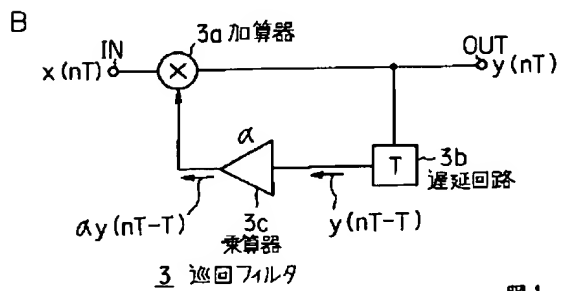 B
3a 加算器
IN
x(nT)
OUT
y(nT)
α
T
3b
遅延回路
αy(nT-T)
3c
乗算器
y(nT-T)
3 巡回フィルタ